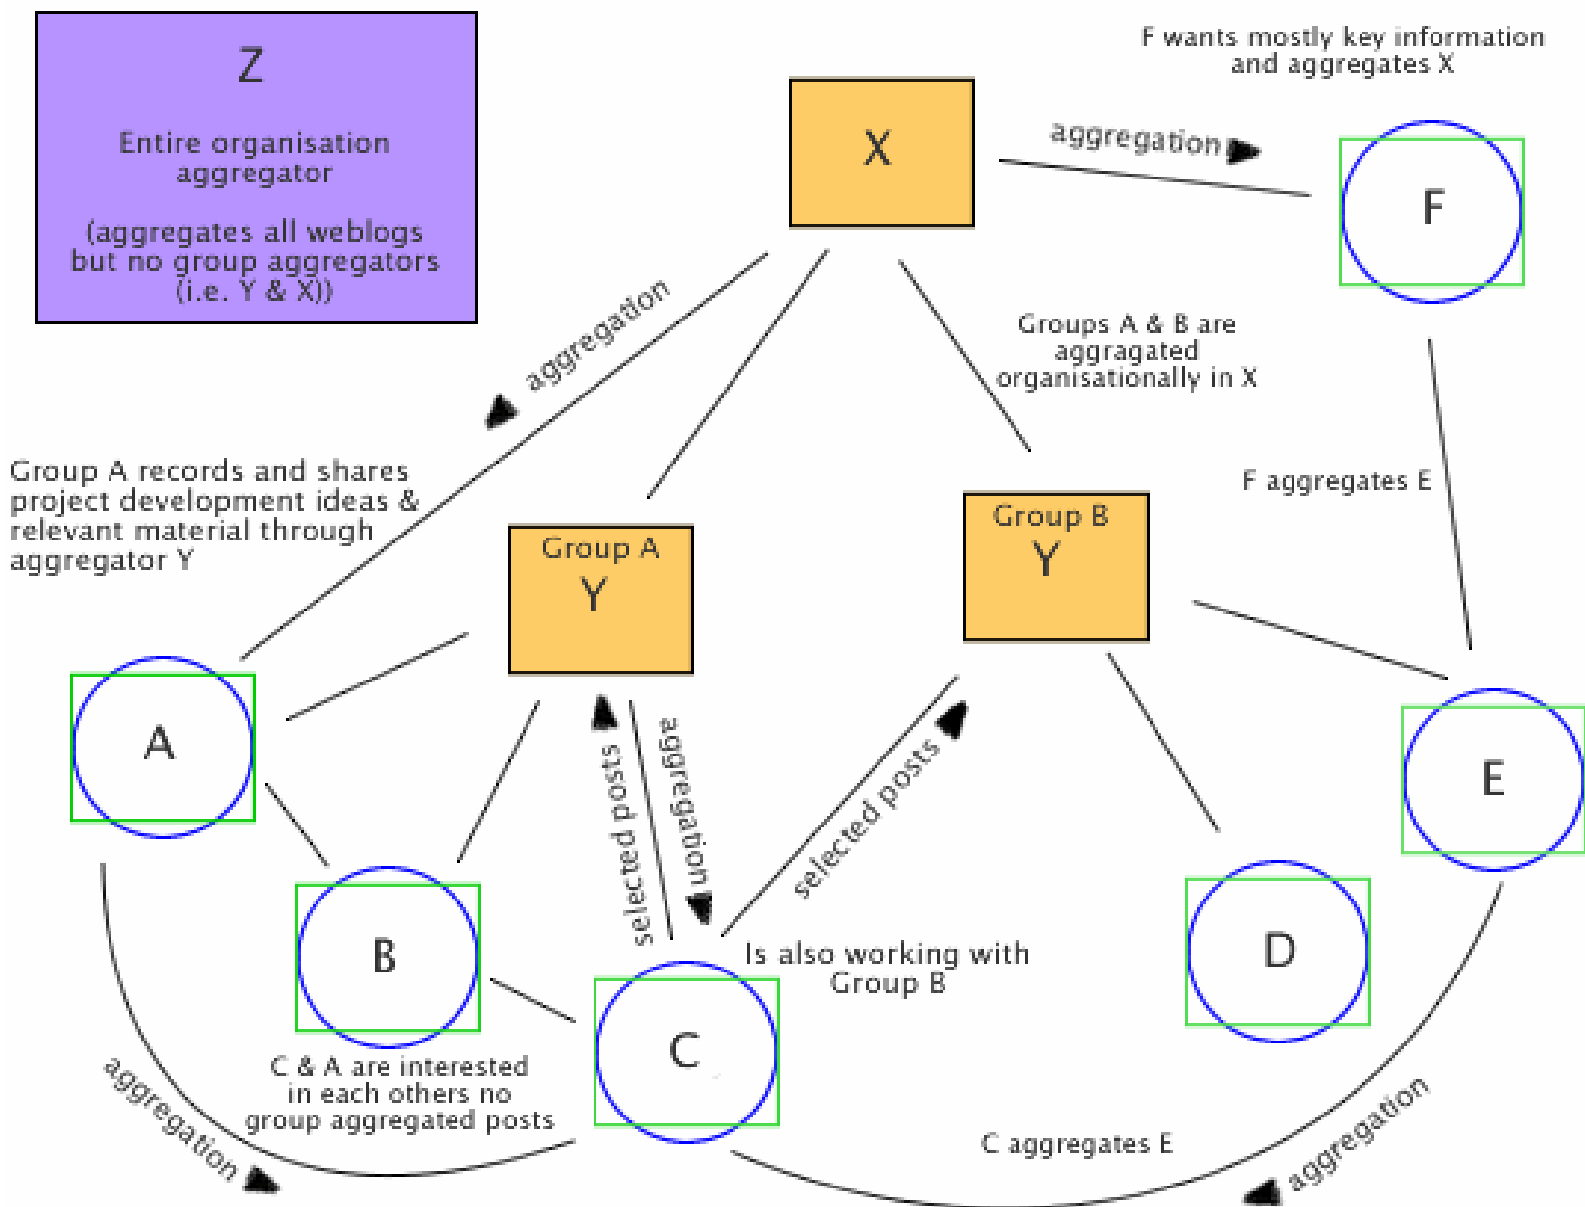 Z
Entire organisation
aggregator
(aggregates all weblogs
but no group aggregators
(i.e. Y & X))
X
F wants mostly key information
and aggregates X
aggregation
F
aggregation
Groups A & B are
aggragated
organisationally in X
Group A records and shares
project development ideas &
relevant material through
aggregator Y
F aggregates E
Group A
Y
Group B
Y
A
selected posts
aggregation
selected posts
E
B
Is also working with
Group B
D
C
C & A are interested
in each others no
group aggregated posts
aggregation
C aggregates E
aggregation